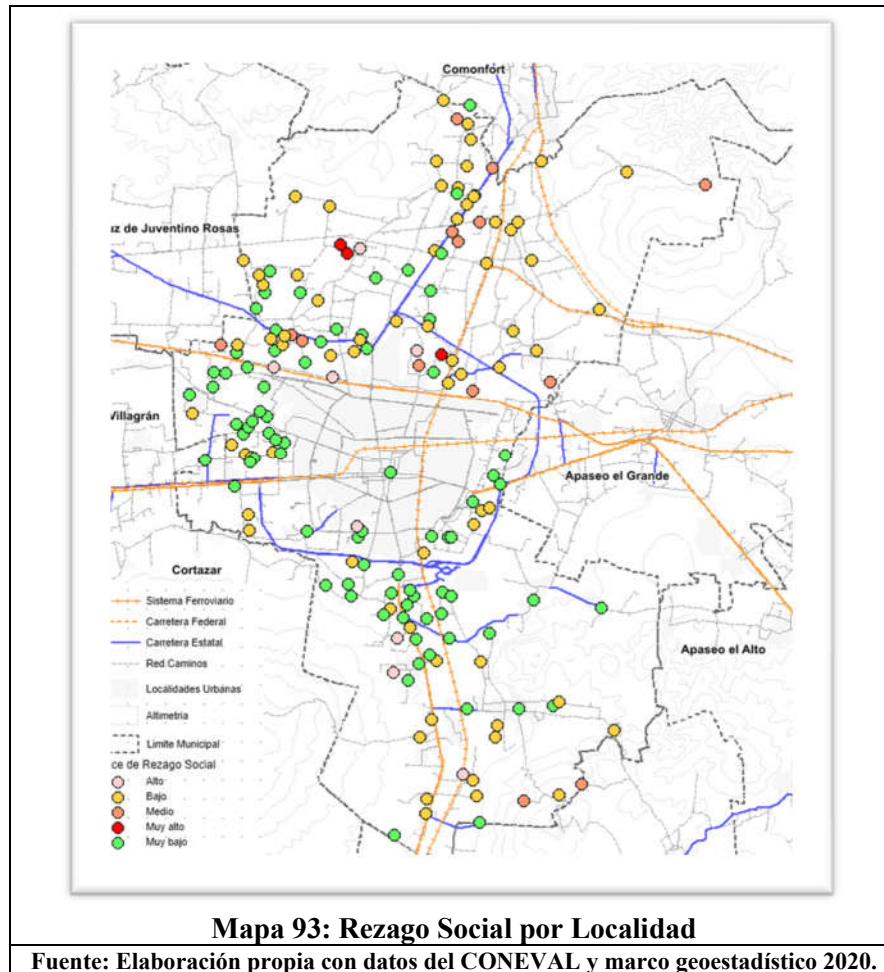 Comonfort
uz de Juventino Rosas
Villagrán
Apaseo el Grande
Cortazar
Sistema Ferroviario
Carretera Federal
Carretera Estatal
Red Caminos
Apaseo el Alto
Localidades Urbanas
Altimetria
Limite Municipal
ce de Rezago Social
Alto
Bajo
Medio
Muy alto
Muy bajo
Mapa 93: Rezago Social por Localidad
Fuente: Elaboración propia con datos del CONEVAL y marco geoestadístico 2020.